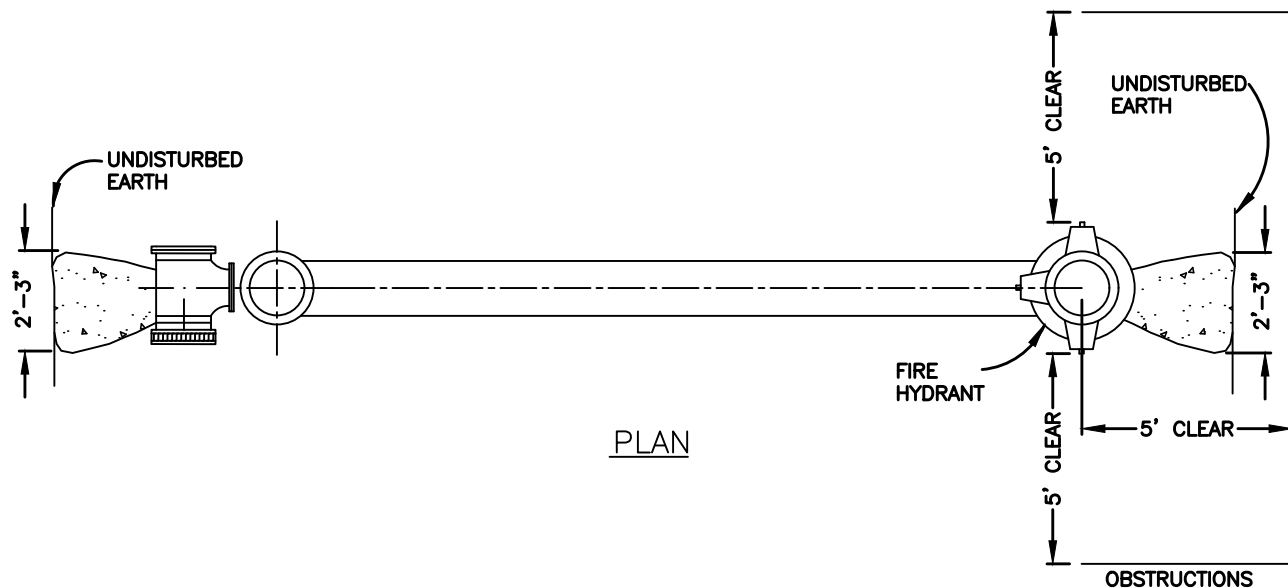 5' CLEAR
UNDISTURBED
EARTH
UNDISTURBED
EARTH
2'-3"
2'-3"
FIRE
HYDRANT
5' CLEAR
5' CLEAR
PLAN
OBSTRUCTIONS